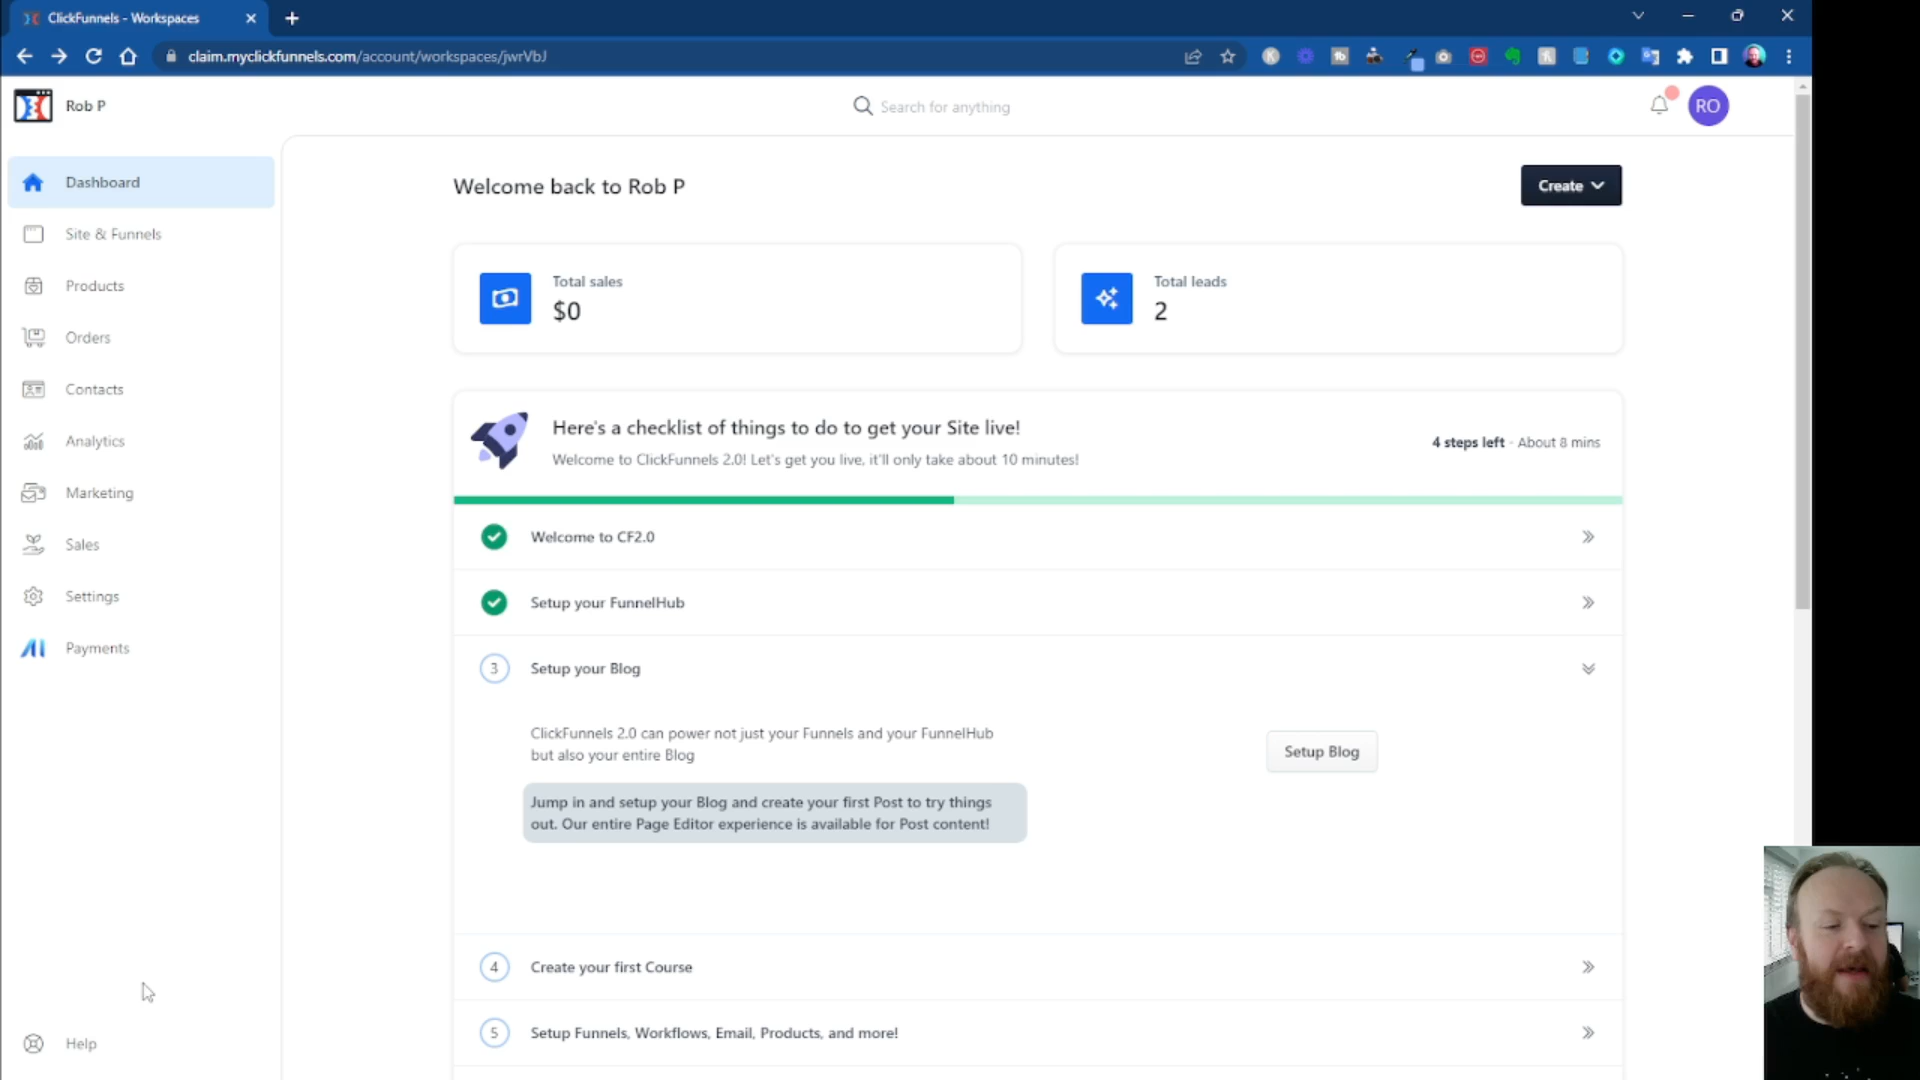 ClickFunnels - Workspaces
claim.myclickfunnels.com/account/workspaces/jwrVbJ
Rob P
Search for anything
RO
Dashboard
Site & Funnels
Products
Orders
Contacts
Analytics
Marketing
Sales
Settings
Payments
Help
Welcome back to Rob P
Create
Total sales
$0
Total leads
2
Here's a checklist of things to do to get your Site live!
Welcome to ClickFunnels 2.0! Let's get you live, it'll only take about 10 minutes!
4 steps left - About 8 mins
Welcome to CF2.0
Setup your FunnelHub
3 Setup your Blog
ClickFunnels 2.0 can power not just your Funnels and your FunnelHub
but also your entire Blog
Setup Blog
Jump in and setup your Blog and create your first Post to try things
out. Our entire Page Editor experience is available for Post content!
4 Create your first Course
5 Setup Funnels, Workflows, Email, Products, and more!